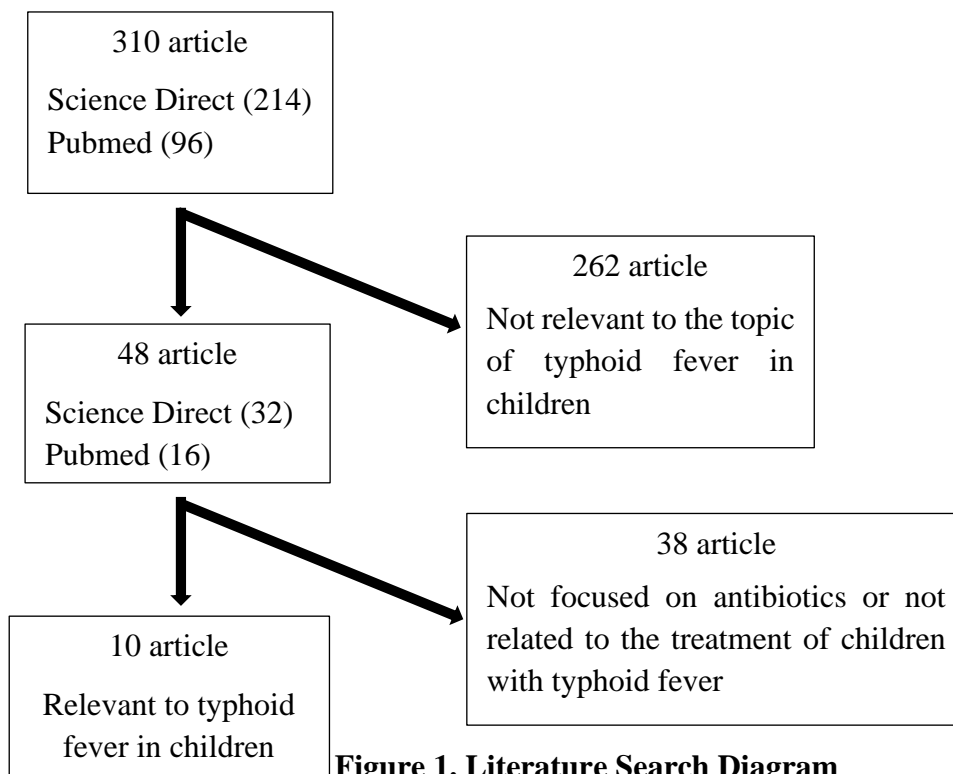 310 article
Science Direct (214)
Pubmed (96)
262 article
Not relevant to the topic
of typhoid fever in
children
48 article
Science Direct (32)
Pubmed (16)
38 article
Not focused on antibiotics or not
related to the treatment of children
with typhoid fever
10 article
Relevant to typhoid
fever in children
Figure 1. Literature Search Diagram